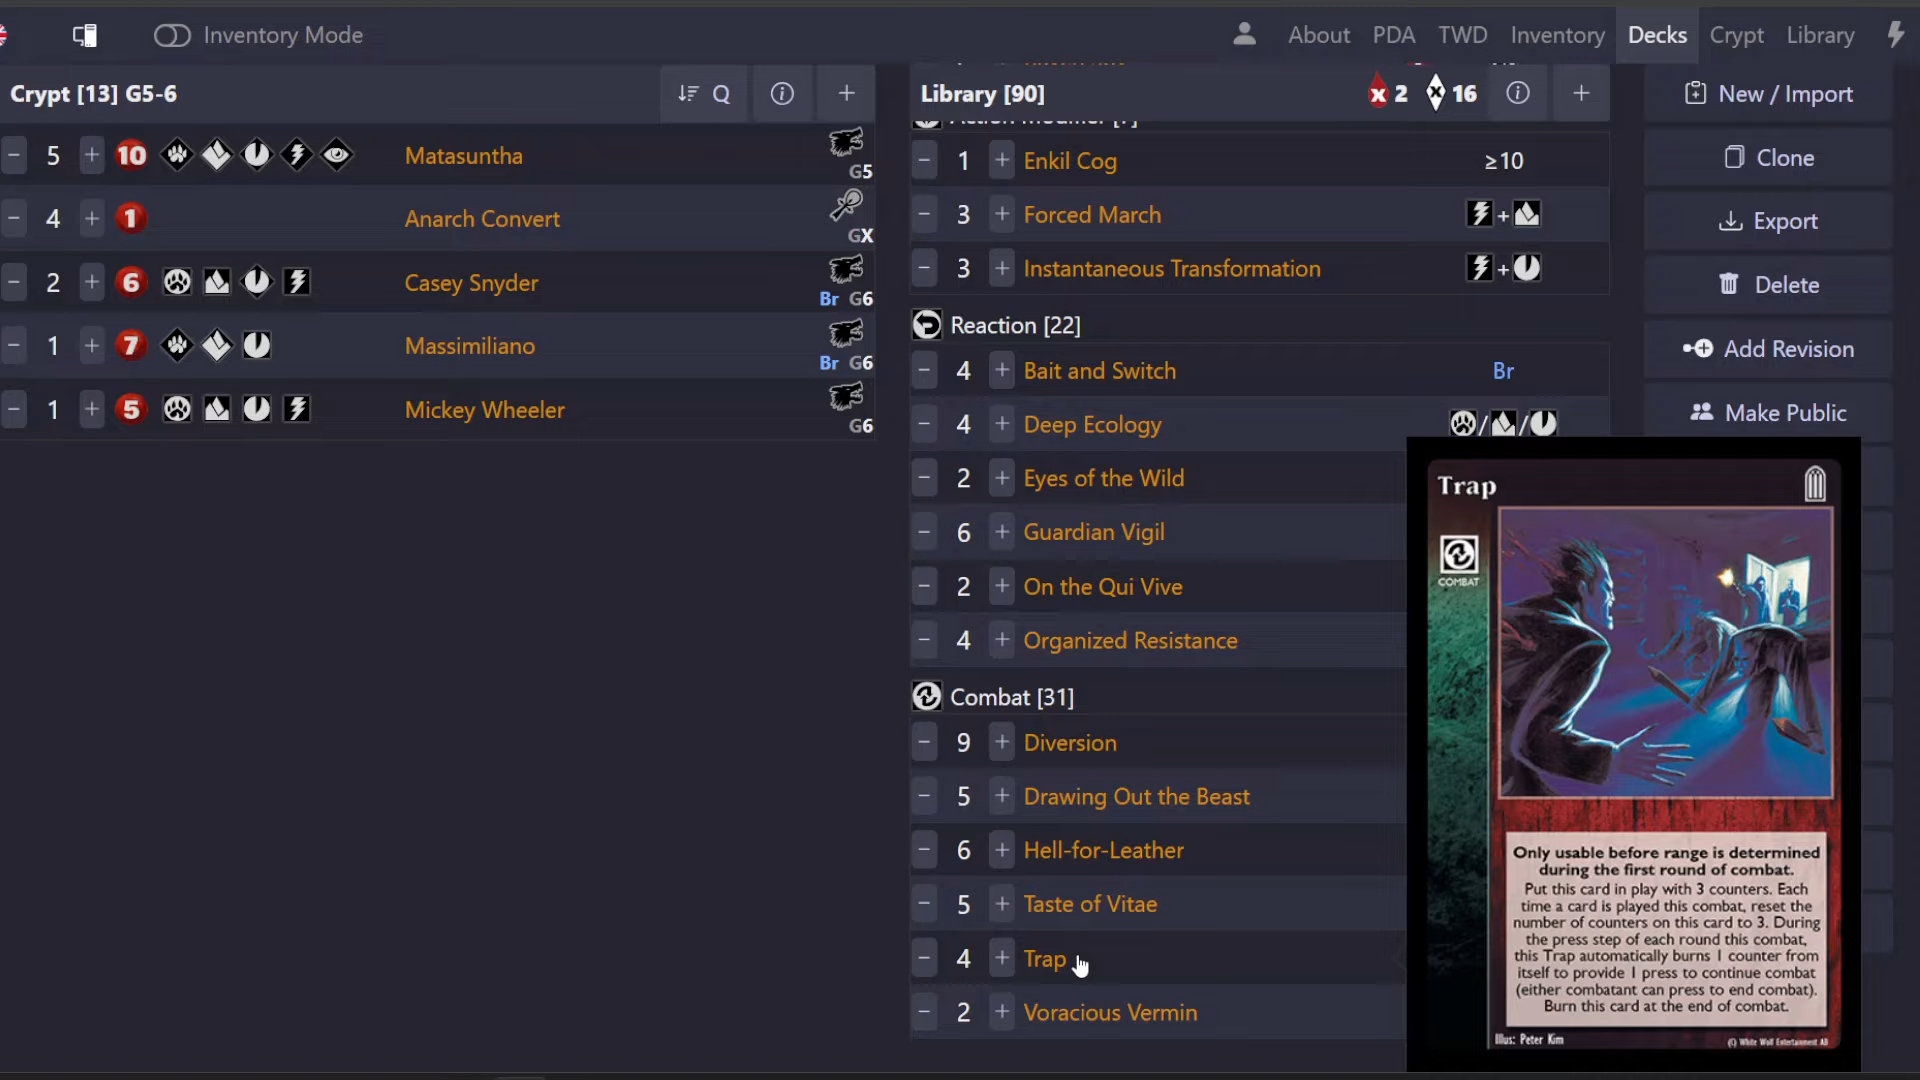 Inventory Mode
About PDA TWD Inventory Decks Crypt Library
Crypt [13] G5-6
Q
5 10 Matasuntha G5
4 1 Anarch Convert GX
2 6 Casey Snyder Br G6
1 7 Massimiliano Br G6
1 5 Mickey Wheeler G6
Library [90] X 2 X 16
1 Enkil Cog ≥10
3 Forced March +
3 Instantaneous Transformation +
Reaction [22]
4 Bait and Switch Br
4 Deep Ecology / /
2 Eyes of the Wild
6 Guardian Vigil
2 On the Qui Vive
4 Organized Resistance
Combat [31]
9 Diversion
5 Drawing Out the Beast
6 Hell-for-Leather
5 Taste of Vitae
4 Trap
2 Voracious Vermin
New / Import
Clone
Export
Delete
Add Revision
Make Public
Trap
COMBAT
Only usable before range is determined
during the first round of combat.
Put this card in play with 3 counters. Each
time a card is played this combat, reset the
number of counters on this card to 3. During
the press step of each round this combat,
this Trap automatically burns 1 counter from
itself to provide 1 press to continue combat
(either combatant can press to end combat).
Burn this card at the end of combat.
Illus: Peter Kim
(C) White Wolf Entertainment AB